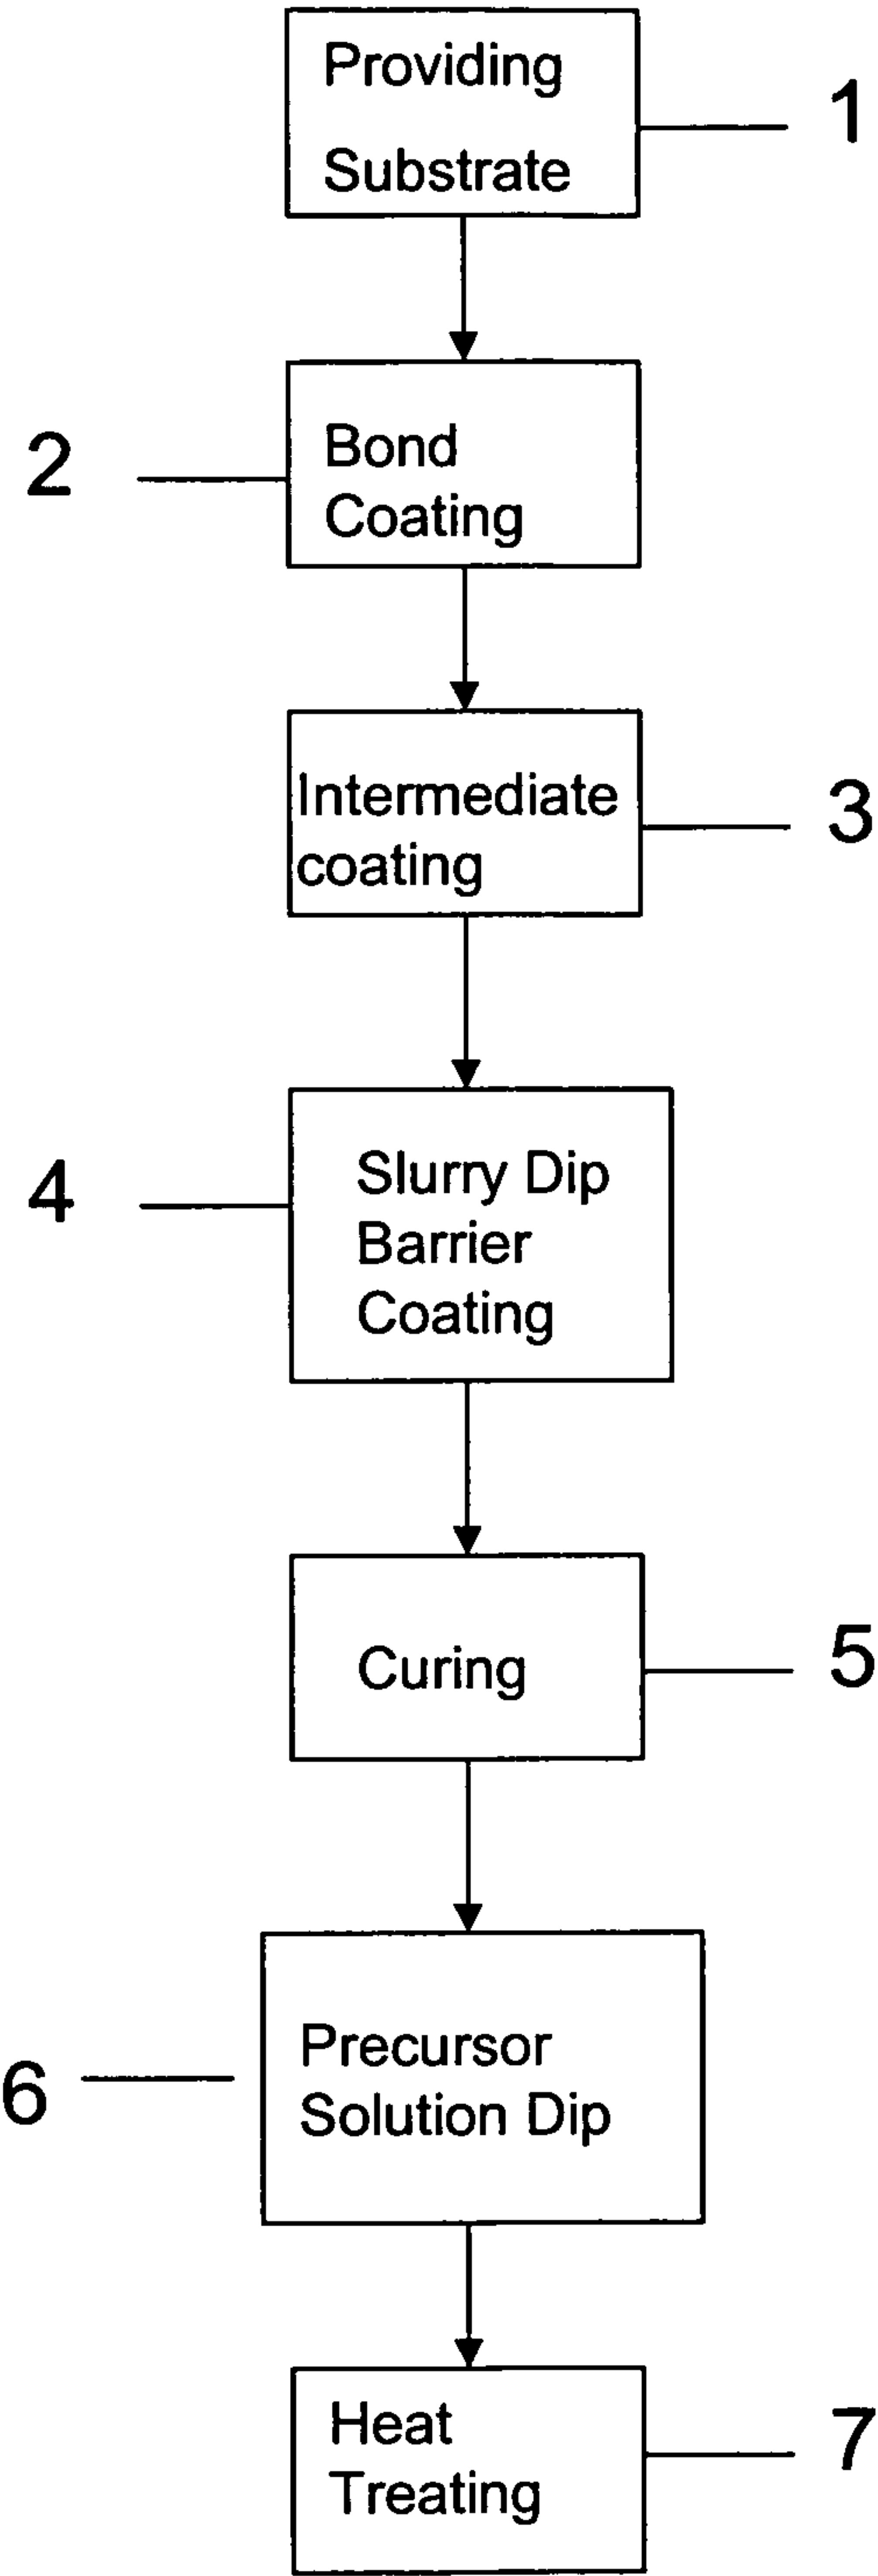 Providing
Substrate
1
2
Bond
Coating
Intermediate
coating
3
4
Slurry Dip
Barrier
Coating
Curing
5
6
Precursor
Solution Dip
Heat
Treating
7